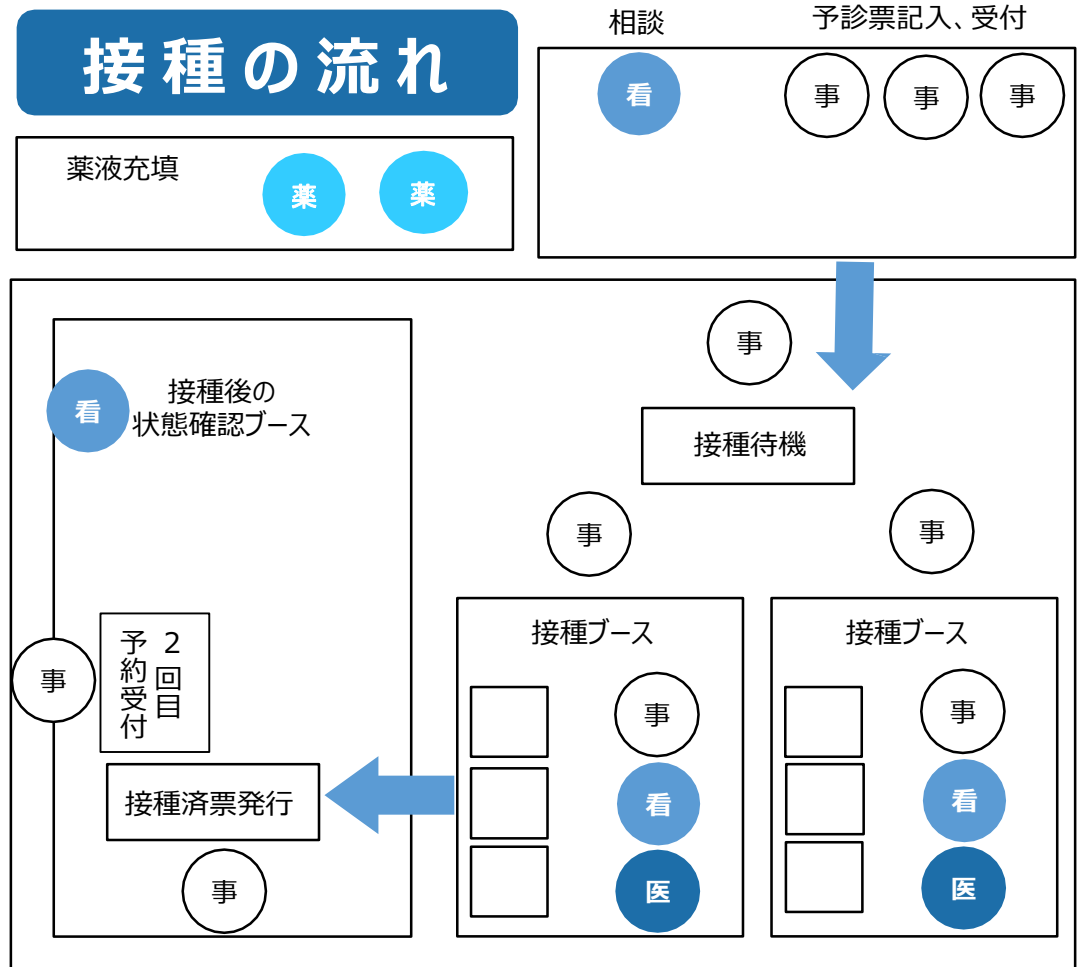 接種の流れ
相談
予診票記入、受付
看
事
事
事
薬液充填
薬
薬
事
接種待機
事
事
看
接種後の
状態確認ブース
２回目
予約受付
事
接種済票発行
事
接種ブース
事
看
医
接種ブース
事
看
医